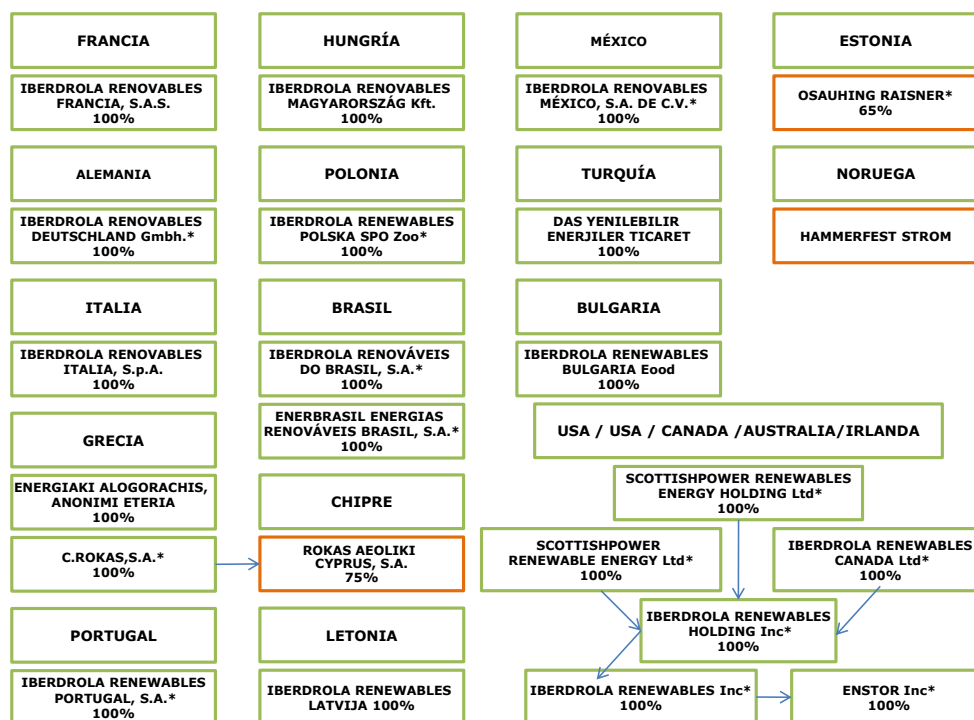 FRANCIA
IBERDROLA RENOVABLES
FRANCIA, S.A.S.
100%
ALEMANIA
IBERDROLA RENOVABLES
DEUTSCHLAND Gmbh.*
100%
ITALIA
IBERDROLA RENOVABLES
ITALIA, S.p.A.
100%
GRECIA
ENERGIAKI ALOGORACHIS,
ANONIMI ETERIA
100%
C.ROKAS,S.A.*
100%
PORTUGAL
IBERDROLA RENEWABLES
PORTUGAL, S.A.*
100%
HUNGRÍA
IBERDROLA RENOVABLES
MAGYARORSZÁG Kft.
100%
POLONIA
IBERDROLA RENEWABLES
POLSKA SPO Zoo*
100%
BRASIL
IBERDROLA RENOVÁVEIS
DO BRASIL, S.A.*
100%
ENERBRASIL ENERGIAS
RENOVÁVEIS BRASIL, S.A.*
100%
CHIPRE
ROKAS AEOLIKI
CYPRUS, S.A.
75%
LETONIA
IBERDROLA RENEWABLES
LATVIJA 100%
MÉXICO
IBERDROLA RENOVABLES
MÉXICO, S.A. DE C.V.*
100%
TURQUÍA
DAS YENILEBILIR
ENERJILER TICARET
100%
BULGARIA
IBERDROLA RENEWABLES
BULGARIA Eood
100%
ESTONIA
OSAUHING RAISNER*
65%
NORUEGA
HAMMERFEST STROM
USA / USA / CANADA /AUSTRALIA/IRLANDA
SCOTTISHPOWER RENEWABLES
ENERGY HOLDING Ltd*
100%
SCOTTISHPOWER
RENEWABLE ENERGY Ltd*
100%
IBERDROLA RENEWABLES
CANADA Ltd*
100%
IBERDROLA RENEWABLES
HOLDING Inc*
100%
IBERDROLA RENEWABLES Inc*
100%
ENSTOR Inc*
100%